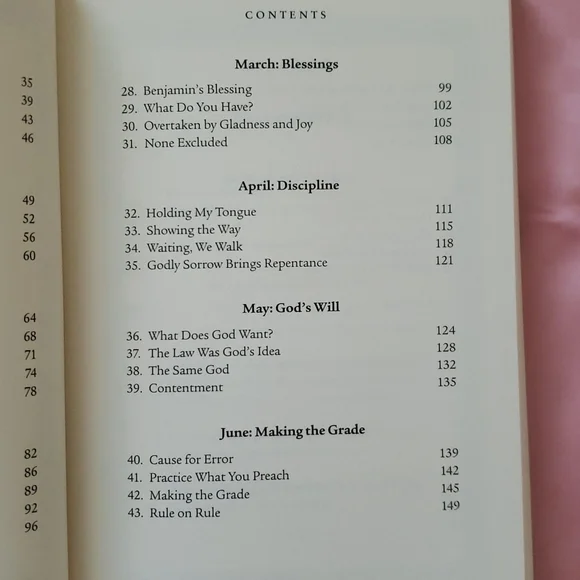 35
39
43
46
49
52
56
60
64
68
71
74
78
82
86
89
92
96
CONTENTS
March: Blessings
28. Benjamin's Blessing 99
29. What Do You Have? 102
30. Overtaken by Gladness and Joy 105
31. None Excluded 108
April: Discipline
32. Holding My Tongue 111
33. Showing the Way 115
34. Waiting, We Walk 118
35. Godly Sorrow Brings Repentance 121
May: God's Will
36. What Does God Want? 124
37. The Law Was God's Idea 128
38. The Same God 132
39. Contentment 135
June: Making the Grade
40. Cause for Error 139
41. Practice What You Preach 142
42. Making the Grade 145
43. Rule on Rule 149